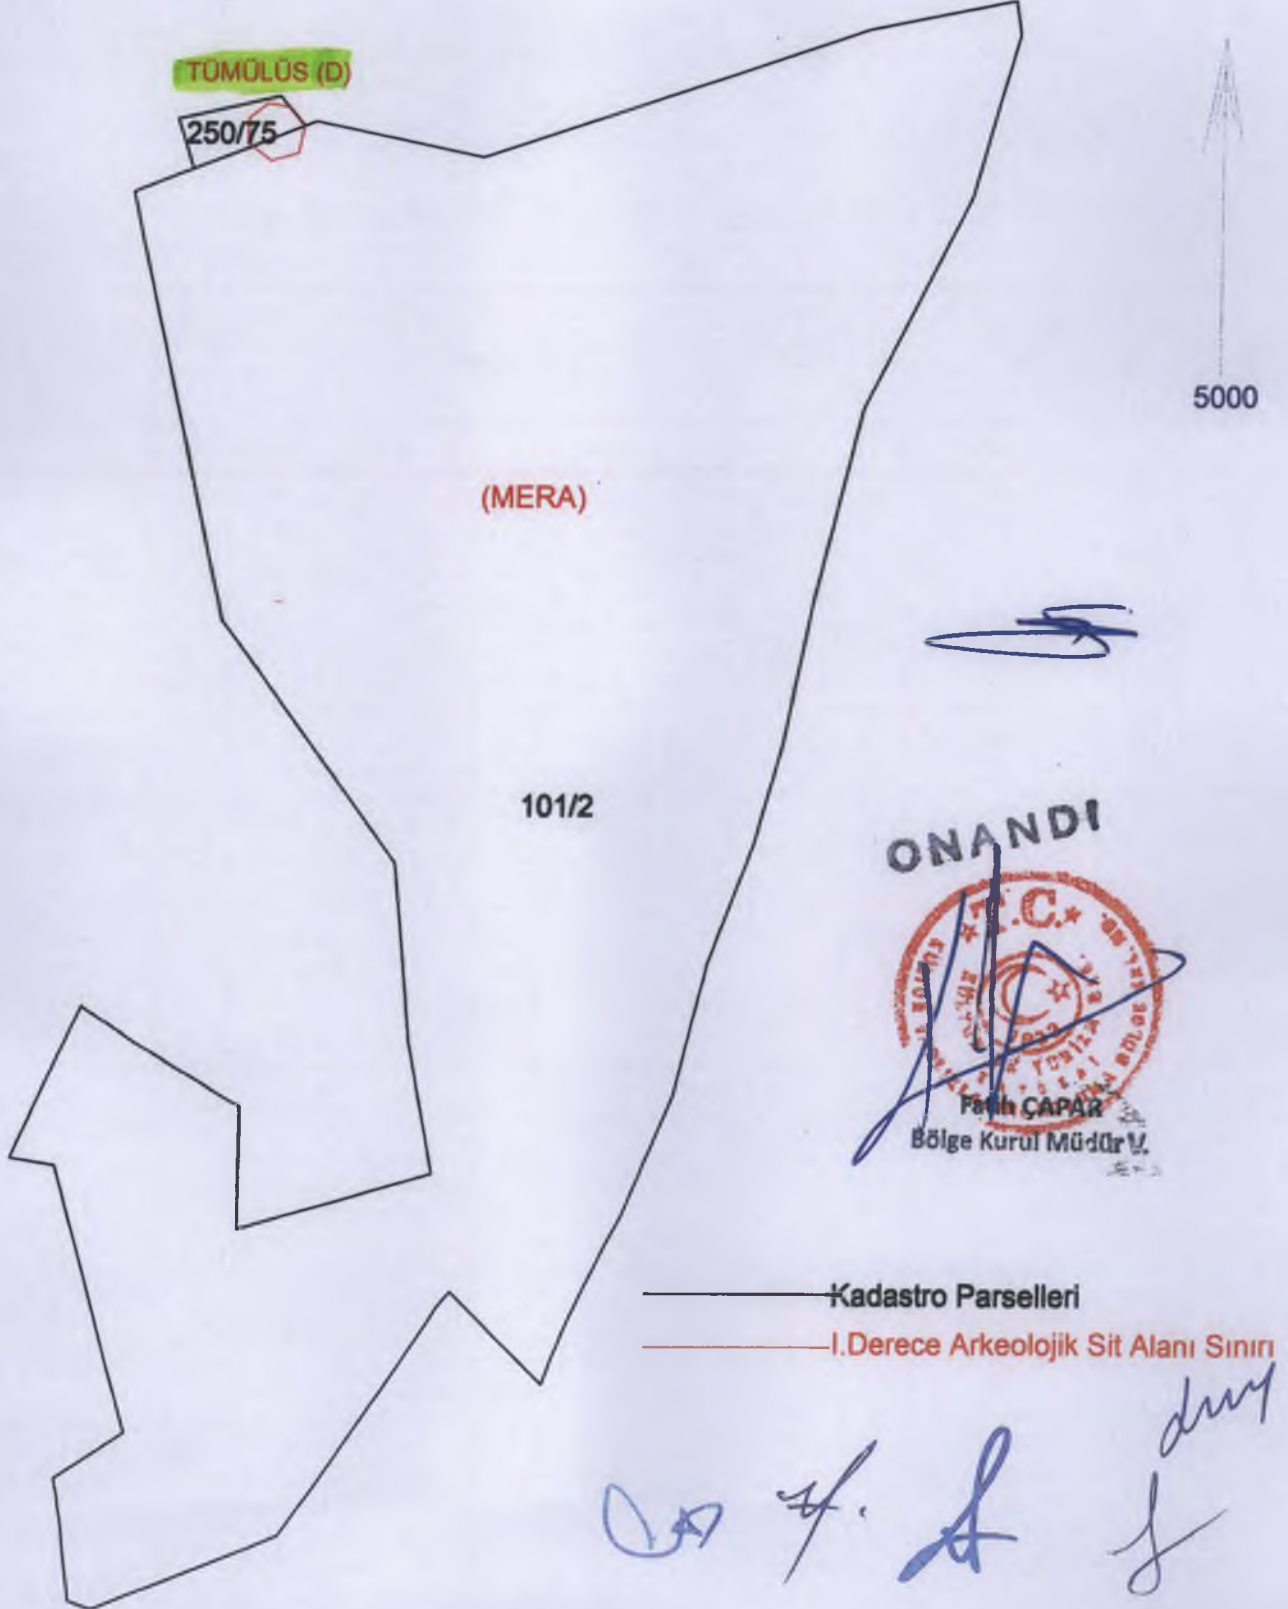 TÜMÜLÜS (D)
250/75
5000
(MERA)
101/2
ONANDI
T.C.
Fatih ÇAPAR
Bölge Kurul Müdür V.
Kadastro Parselleri
I.Derece Arkeolojik Sit Alanı Sınırı